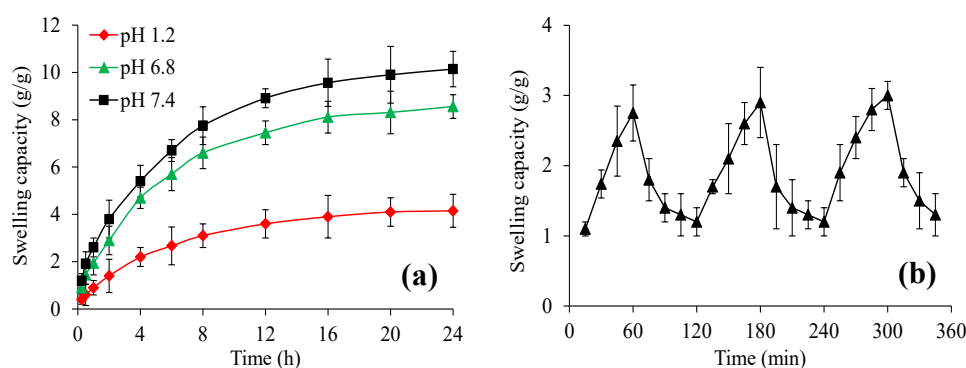 Swelling capacity (g/g)
12
10
8
6
4
2
0
pH 1.2
pH 6.8
pH 7.4
(a)
0 4 8 12 16 20 24
Time (h)
Swelling capacity (g/g)
4
3
2
1
0
(b)
0 60 120 180 240 300 360
Time (min)